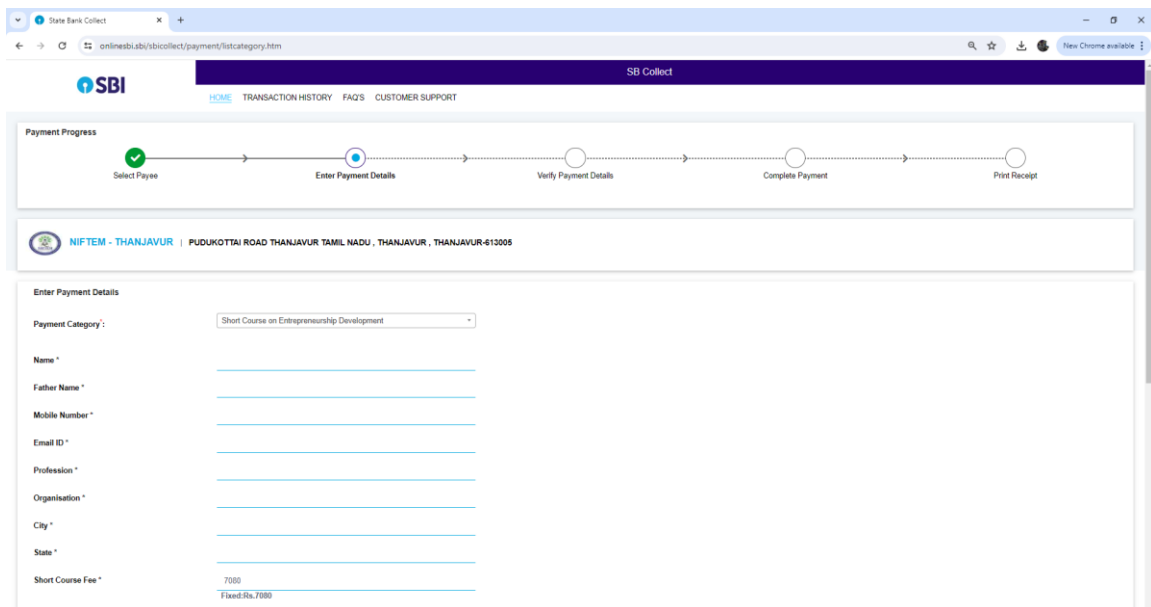 State Bank Collect
onlinesbi.sbi/sbicollect/payment/listcategory.htm
New Chrome available
SBI
SB Collect
HOME TRANSACTION HISTORY FAQ'S CUSTOMER SUPPORT
Payment Progress
Select Payee
Enter Payment Details
Verify Payment Details
Complete Payment
Print Receipt
NIFTEM - THANJAVUR | PUDUKOTTAI ROAD THANJAVUR TAMIL NADU , THANJAVUR , THANJAVUR-613005
Enter Payment Details
Payment Category*: Short Course on Entrepreneurship Development
Name *
Father Name *
Mobile Number *
Email ID *
Profession *
Organisation *
City *
State *
Short Course Fee * 7080
Fixed:Rs.7080